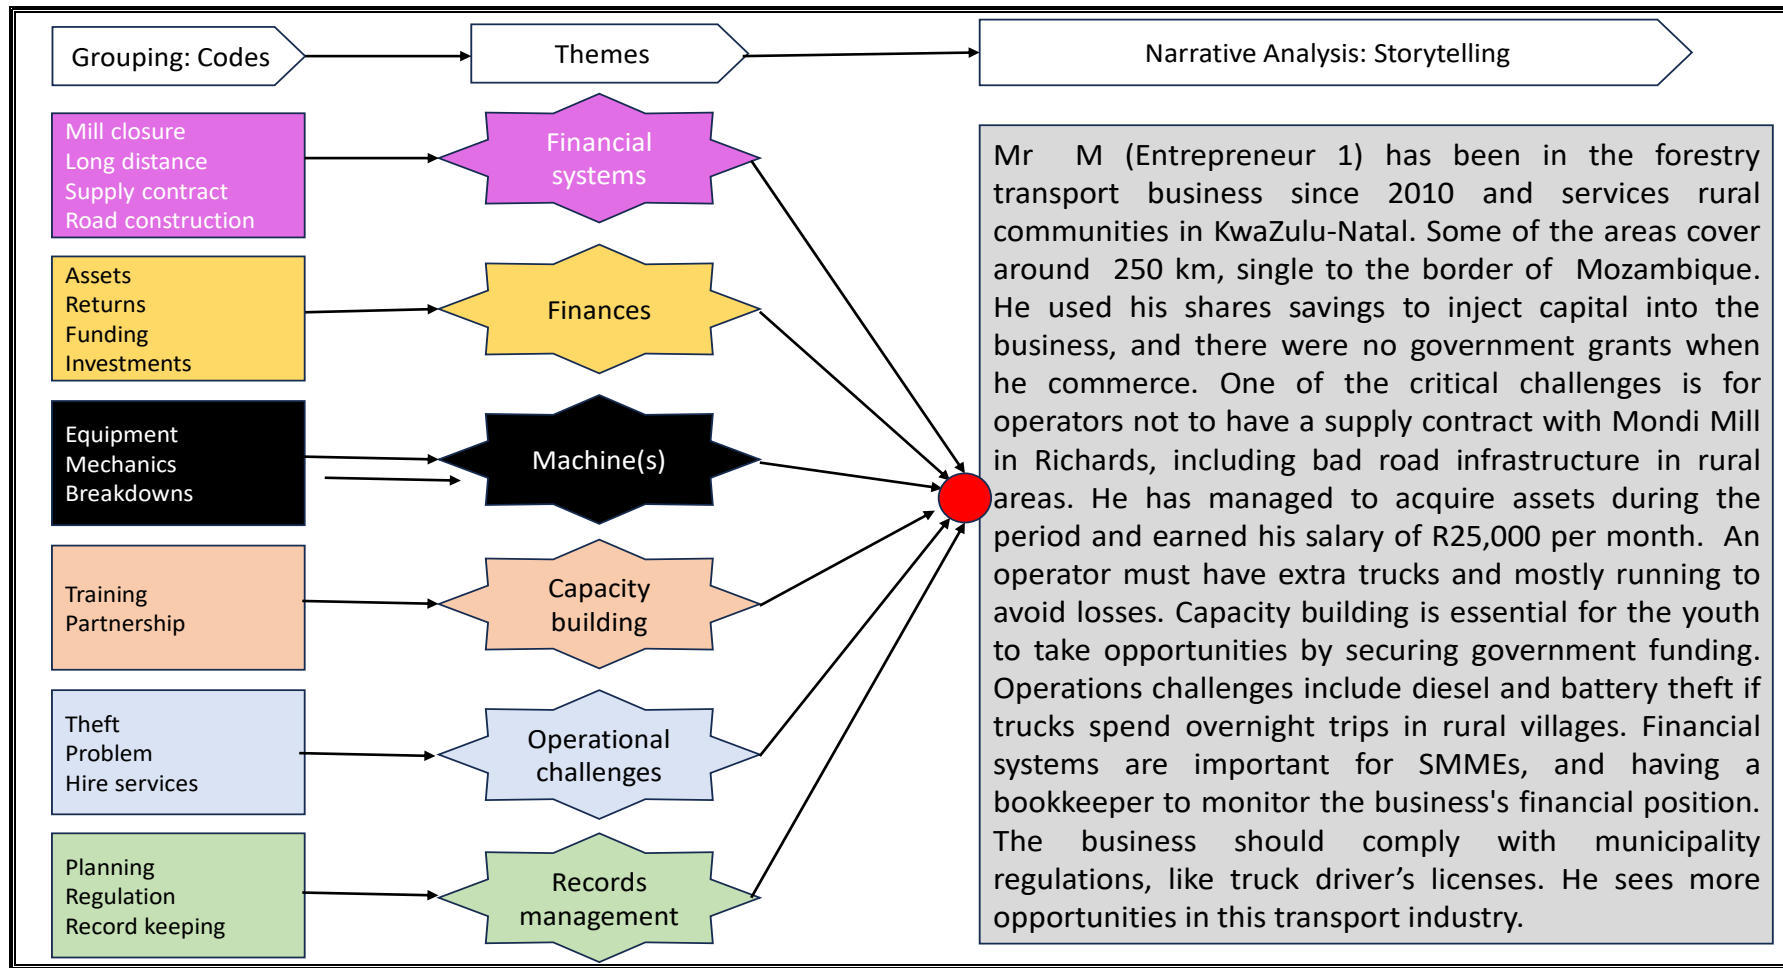 Grouping: Codes
Themes
Narrative Analysis: Storytelling
Mill closure
Long distance
Supply contract
Road construction
Financial
systems
Assets
Returns
Funding
Investments
Finances
Equipment
Mechanics
Breakdowns
Machine(s)
Training
Partnership
Capacity
building
Theft
Problem
Hire services
Operational
challenges
Planning
Regulation
Record keeping
Records
management
Mr M (Entrepreneur 1) has been in the forestry
transport business since 2010 and services rural
communities in KwaZulu-Natal. Some of the areas cover
around 250 km, single to the border of Mozambique.
He used his shares savings to inject capital into the
business, and there were no government grants when
he commerce. One of the critical challenges is for
operators not to have a supply contract with Mondi Mill
in Richards, including bad road infrastructure in rural
areas. He has managed to acquire assets during the
period and earned his salary of R25,000 per month. An
operator must have extra trucks and mostly running to
avoid losses. Capacity building is essential for the youth
to take opportunities by securing government funding.
Operations challenges include diesel and battery theft if
trucks spend overnight trips in rural villages. Financial
systems are important for SMMEs, and having a
bookkeeper to monitor the business's financial position.
The business should comply with municipality
regulations, like truck driver’s licenses. He sees more
opportunities in this transport industry.